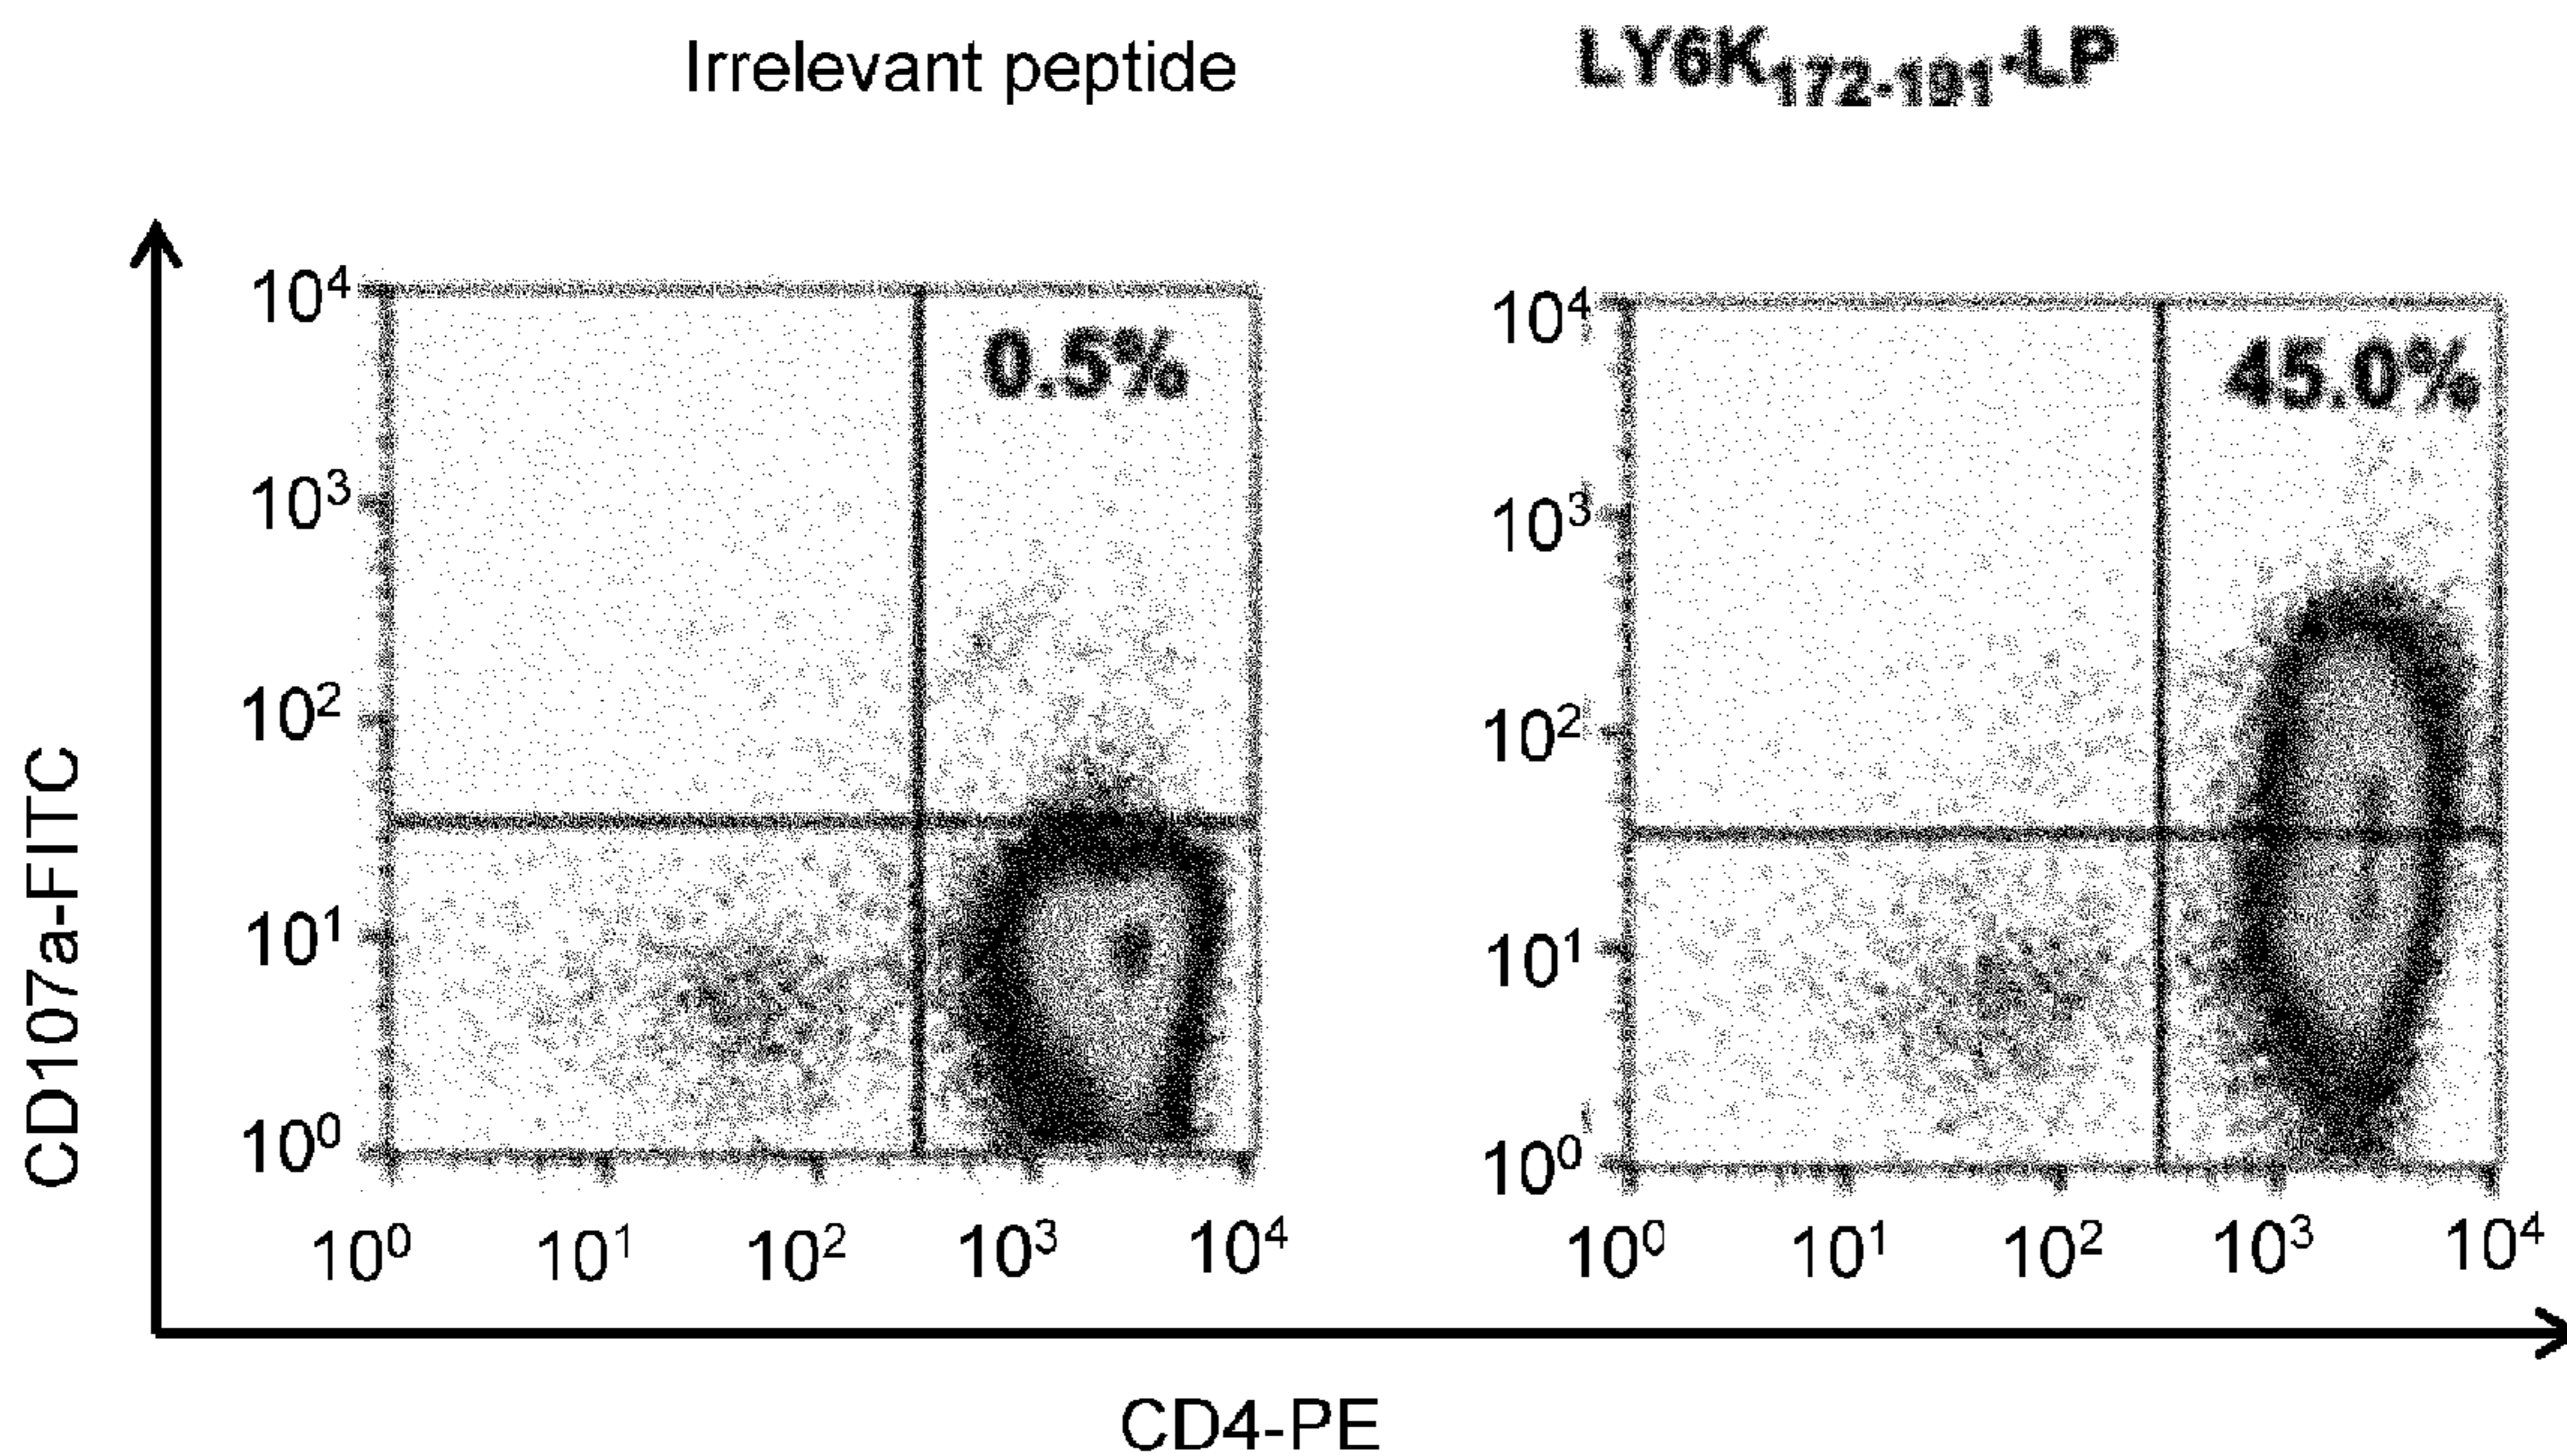 Irrelevant peptide
LY6K172-191-LP
CD107a-FITC
10⁴
10³
10²
10¹
10⁰
0.5%
10⁰ 10¹ 10² 10³ 10⁴
10⁴
10³
10²
10¹
10⁰
45.0%
10⁰ 10¹ 10² 10³ 10⁴
CD4-PE